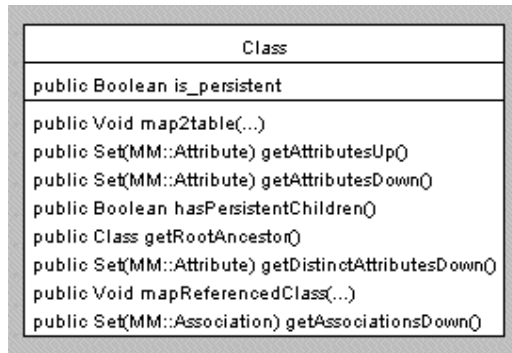 Class
public Boolean is_persistent
public Void map2table(...)
public Set(MM::Attribute) getAttributesUp()
public Set(MM::Attribute) getAttributesDown()
public Boolean hasPersistentChildren()
public Class getRootAncestor()
public Set(MM::Attribute) getDistinctAttributesDown()
public Void mapReferencedClass(...)
public Set(MM::Association) getAssociationsDown()